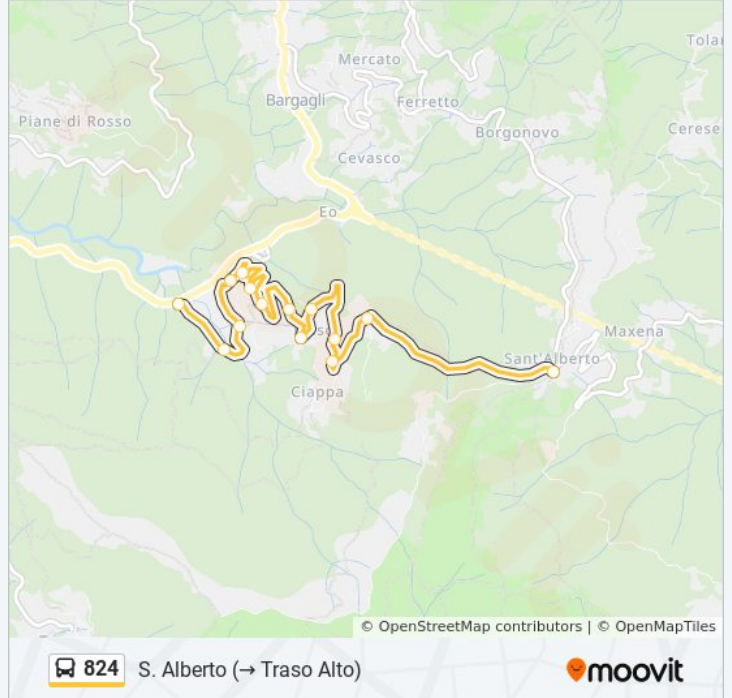 Tolar
Mercato
Bargagli
Ferretto
Piane di Rosso
Borgonovo
Cerese
Cevasco
Eo
Maxena
Sant'Alberto
Ciappa
© OpenStreetMap contributors | © OpenMapTiles
824 S. Alberto (→ Traso Alto)
moovit